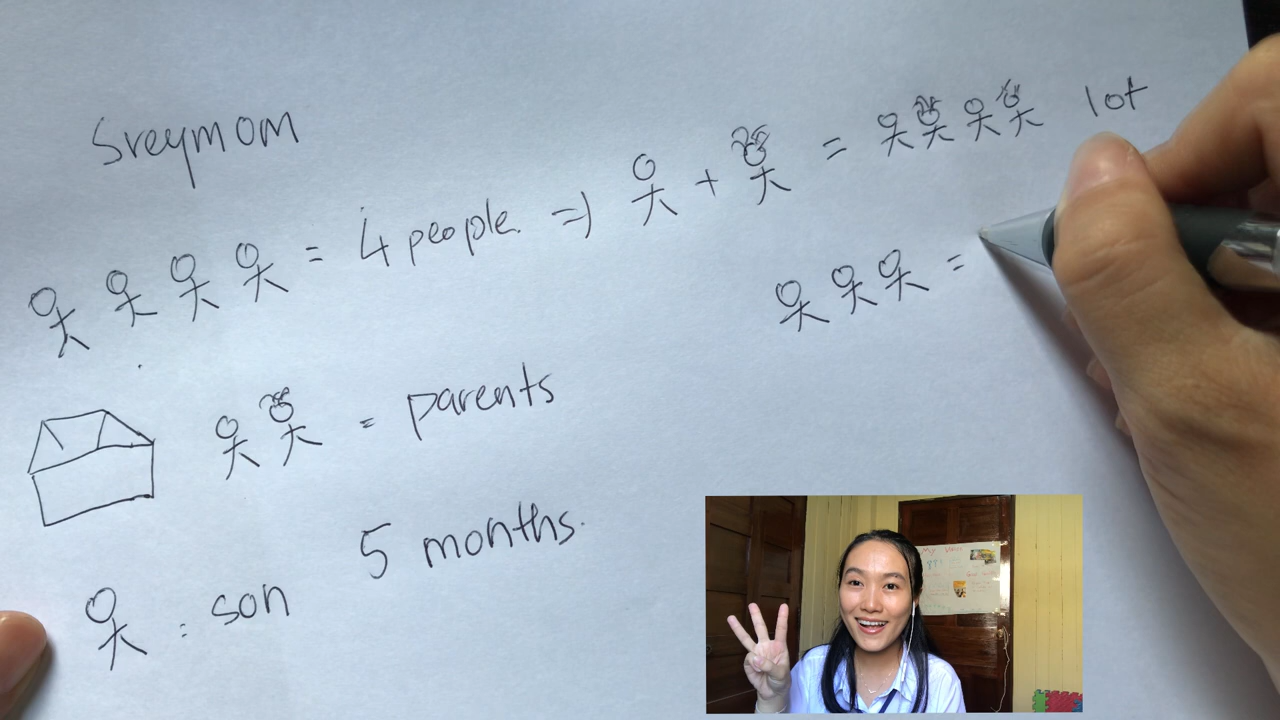 Sreymom
= 4 people. => + = lot
=
= parents
5 months.
: son